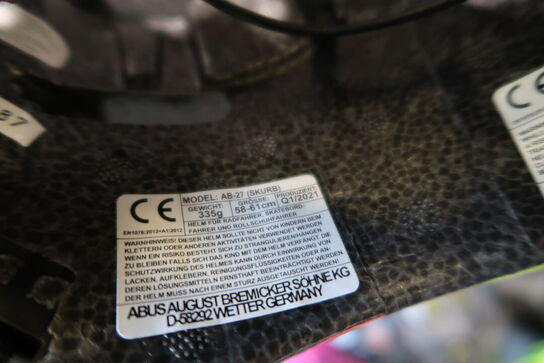 37
CE
MODEL: AB-27 (SKURB)
GEWICHT: GRÖSSE: PRODUZIERT:
335g 58-61cm Q1/2021
EN1078:2012+A1:2012
HELM FÜR RADFAHRER, SKATEBORD-
FAHRER UND ROLLSCHUHFAHRER
WARNHINWEIS! DIESER HELM SOLLTE NICHT VON KINDERN BEIM
KLETTERN ODER ANDEREN AKTIVITÄTEN VERWENDET WERDEN
WENN EIN RISIKO BESTEHT SICH ZU STRANGULIEREN/HÄNGEN
ZU BLEIBEN FALLS SICH DAS KIND MIT DEM HELM VERFÄNGT. DIE
SCHUTZWIRKUNG DES HELMES KANN DURCH EINWIRKUNG VON
LACKEN, AUFKLEBERN, REINIGUNGSFLÜSSIGKEITEN ODER AN-
DEREN LÖSUNGSMITTELN ERNSTHAFT BEEINTRÄCHTIGT WERDEN.
DER HELM MUSS NACH EINEM STURZ AUSGETAUSCHT WERDEN.
ABUS AUGUST BREMICKER SÖHNE KG
D-58292 WETTER GERMANY
CE